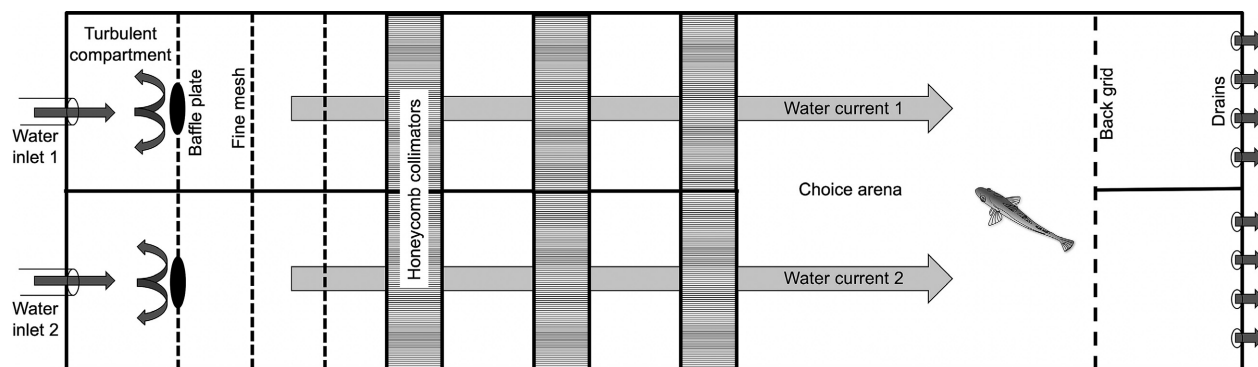 Turbulent
compartment
Water
inlet 1
Baffle plate
Fine mesh
Honeycomb collimators
Water current 1
Choice arena
Back grid
Drains
Water
inlet 2
Water current 2